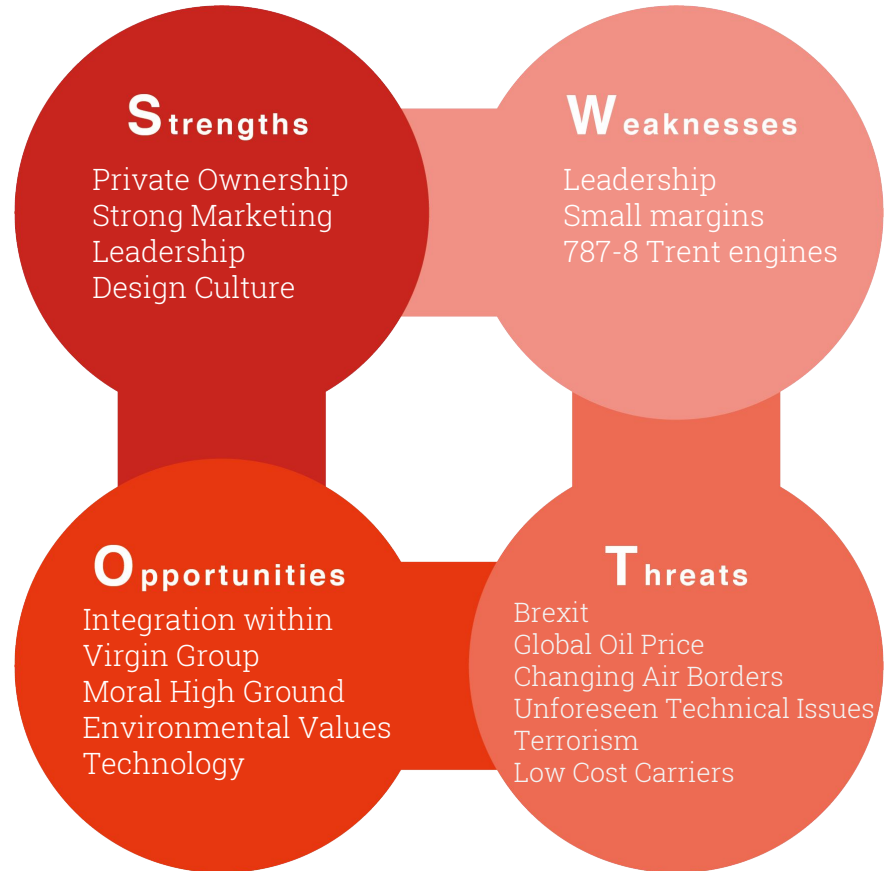 Strengths
Private Ownership
Strong Marketing
Leadership
Design Culture
Weaknesses
Leadership
Small margins
787-8 Trent engines
Opportunities
Integration within
Virgin Group
Moral High Ground
Environmental Values
Technology
Threats
Brexit
Global Oil Price
Changing Air Borders
Unforeseen Technical Issues
Terrorism
Low Cost Carriers